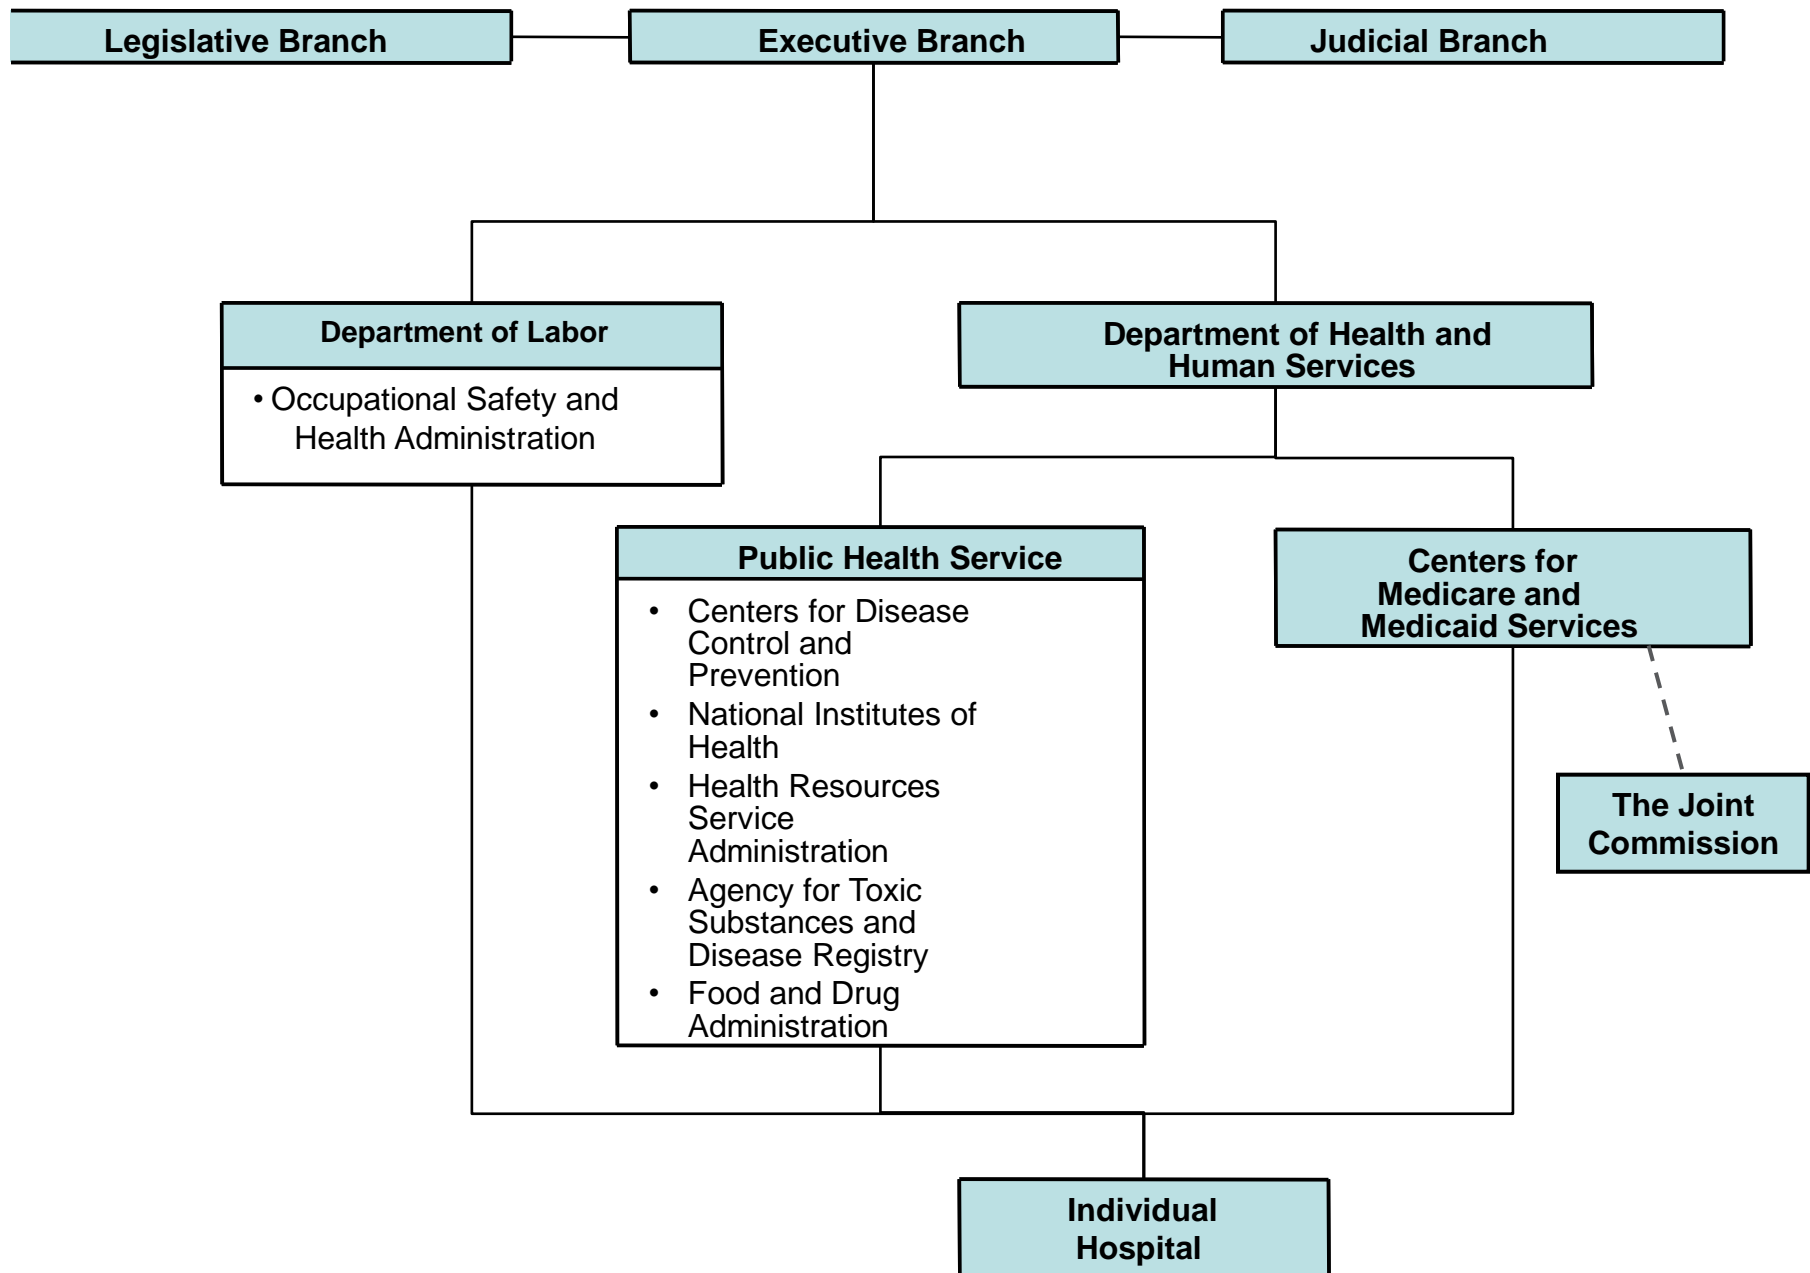 Legislative Branch
Executive Branch
Judicial Branch
Department of Labor
• Occupational Safety and
Health Administration
Department of Health and
Human Services
Public Health Service
• Centers for Disease
Control and
Prevention
• National Institutes of
Health
• Health Resources
Service
Administration
• Agency for Toxic
Substances and
Disease Registry
• Food and Drug
Administration
Centers for
Medicare and
Medicaid Services
The Joint
Commission
Individual
Hospital